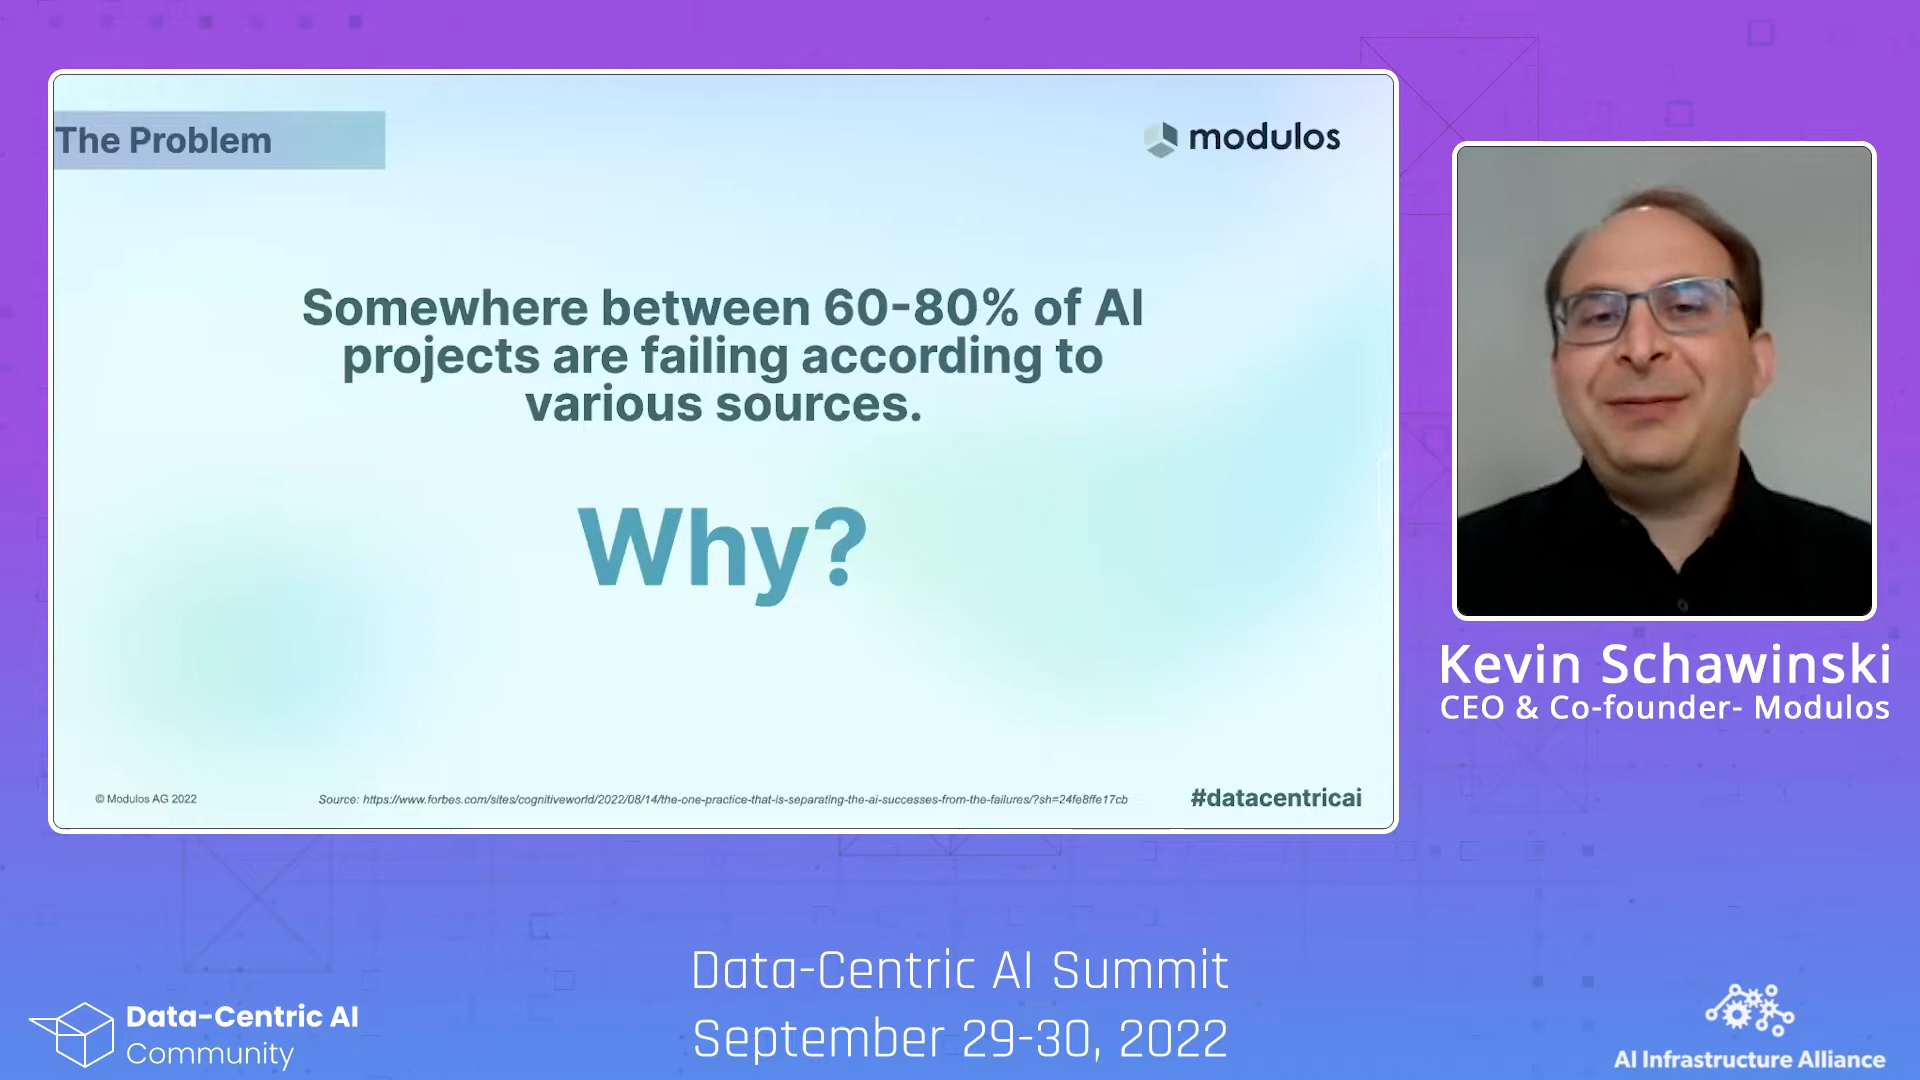 The Problem
modulos
Somewhere between 60-80% of AI
projects are failing according to
various sources.
Why?
© Modulos AG 2022
Source: https://www.forbes.com/sites/cognitiveworld/2022/08/14/the-one-practice-that-is-separating-the-ai-successes-from-the-failures/?sh=24fe8ffe17cb
#datacentricai
Kevin Schawinski
CEO & Co-founder- Modulos
Data-Centric AI Summit
September 29-30, 2022
Data-Centric AI
Community
AI Infrastructure Alliance